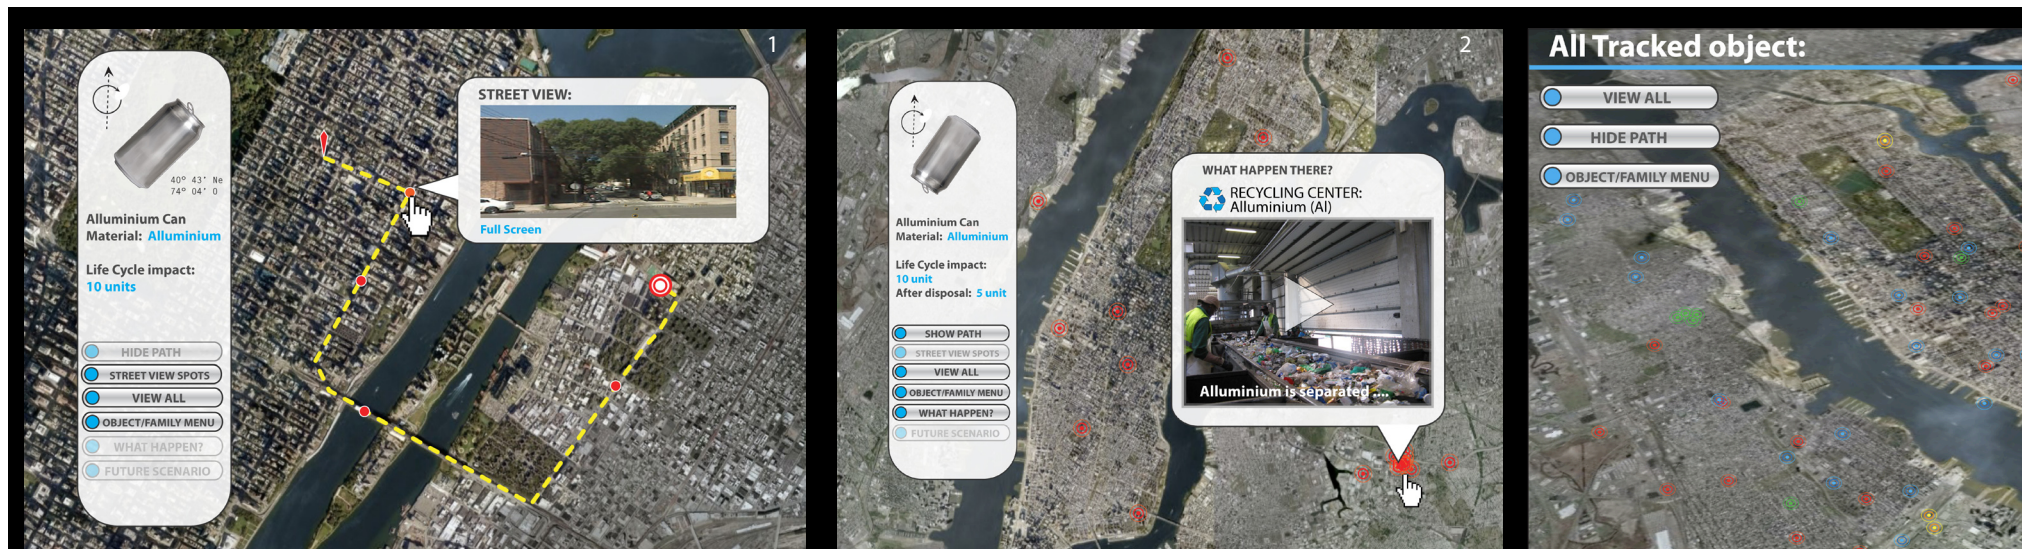 1
STREET VIEW:
Full Screen
40° 43' Ne
74° 04' O
Alluminium Can
Material: Alluminium
Life Cycle impact:
10 units
HIDE PATH
STREET VIEW SPOTS
VIEW ALL
OBJECT/FAMILY MENU
WHAT HAPPEN?
FUTURE SCENARIO
2
WHAT HAPPEN THERE?
RECYCLING CENTER:
Alluminium (Al)
Alluminium is separated ....
Alluminium Can
Material: Alluminium
Life Cycle impact:
10 unit
After disposal: 5 unit
SHOW PATH
STREET VIEW SPOTS
VIEW ALL
OBJECT/FAMILY MENU
WHAT HAPPEN?
FUTURE SCENARIO
All Tracked object:
VIEW ALL
HIDE PATH
OBJECT/FAMILY MENU